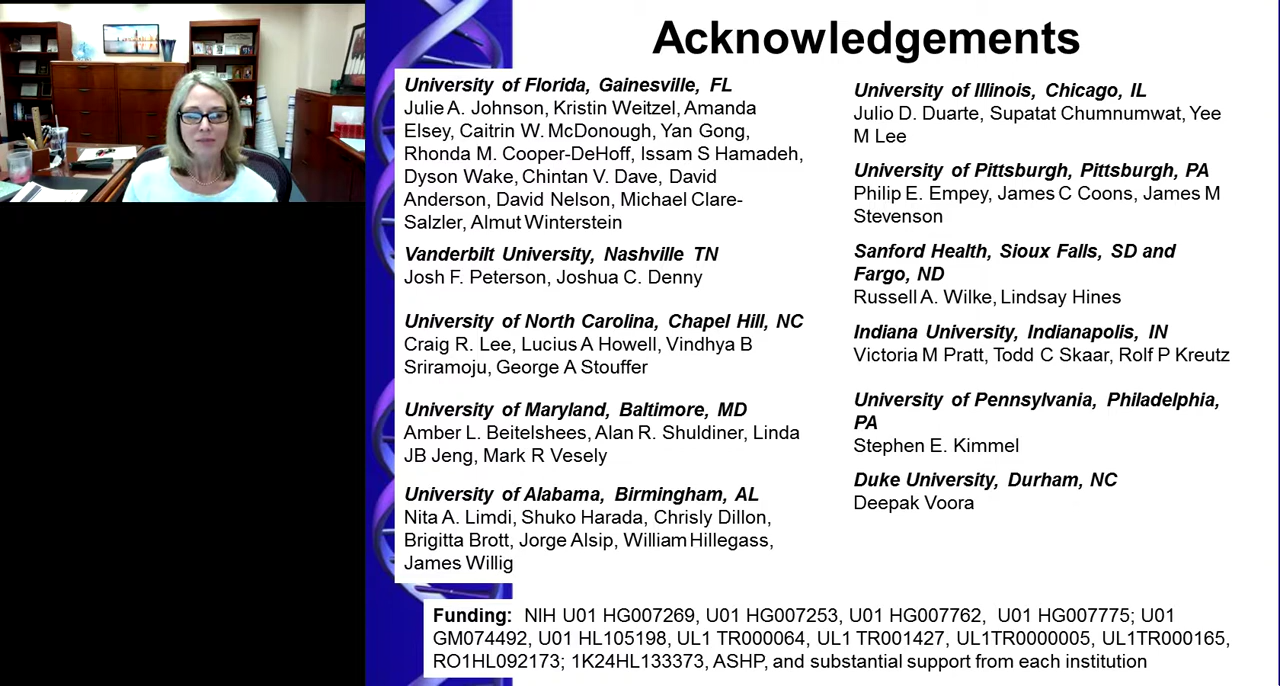 Acknowledgements
University of Florida, Gainesville, FL
Julie A. Johnson, Kristin Weitzel, Amanda
Elsey, Caitrin W. McDonough, Yan Gong,
Rhonda M. Cooper-DeHoff, Issam S Hamadeh,
Dyson Wake, Chintan V. Dave, David
Anderson, David Nelson, Michael Clare-
Salzler, Almut Winterstein
Vanderbilt University, Nashville TN
Josh F. Peterson, Joshua C. Denny
University of North Carolina, Chapel Hill, NC
Craig R. Lee, Lucius A Howell, Vindhya B
Sriramoju, George A Stouffer
University of Maryland, Baltimore, MD
Amber L. Beitelshees, Alan R. Shuldiner, Linda
JB Jeng, Mark R Vesely
University of Alabama, Birmingham, AL
Nita A. Limdi, Shuko Harada, Chrisly Dillon,
Brigitta Brott, Jorge Alsip, William Hillegass,
James Willig
University of Illinois, Chicago, IL
Julio D. Duarte, Supatat Chumnumwat, Yee
M Lee
University of Pittsburgh, Pittsburgh, PA
Philip E. Empey, James C Coons, James M
Stevenson
Sanford Health, Sioux Falls, SD and
Fargo, ND
Russell A. Wilke, Lindsay Hines
Indiana University, Indianapolis, IN
Victoria M Pratt, Todd C Skaar, Rolf P Kreutz
University of Pennsylvania, Philadelphia,
PA
Stephen E. Kimmel
Duke University, Durham, NC
Deepak Voora
Funding: NIH U01 HG007269, U01 HG007253, U01 HG007762, U01 HG007775; U01
GM074492, U01 HL105198, UL1 TR000064, UL1 TR001427, UL1TR0000005, UL1TR000165,
RO1HL092173; 1K24HL133373, ASHP, and substantial support from each institution